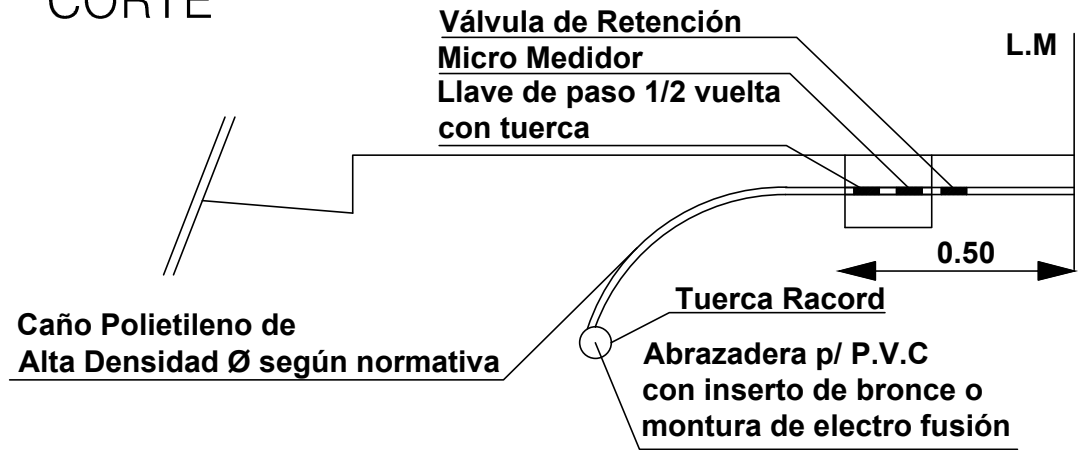 CORTE
Válvula de Retención
Micro Medidor
Llave de paso 1/2 vuelta
con tuerca
L.M
0.50
Tuerca Racord
Caño Polietileno de
Alta Densidad Ø según normativa
Abrazadera p/ P.V.C
con inserto de bronce o
montura de electro fusión